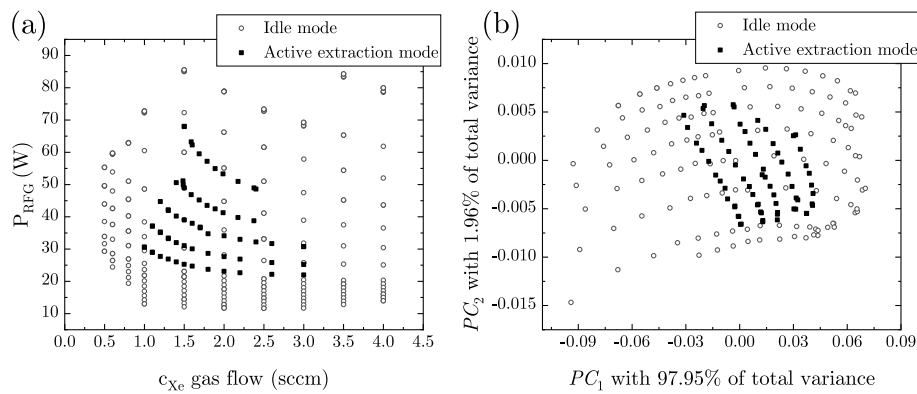 (a)
Idle mode
Active extraction mode
P_RFG (W)
90
80
70
60
50
40
30
20
10
0.0 0.5 1.0 1.5 2.0 2.5 3.0 3.5 4.0 4.5
c_Xe gas flow (sccm)
(b)
Idle mode
Active extraction mode
PC_2 with 1.96% of total variance
0.010
0.005
0.000
-0.005
-0.010
-0.015
-0.09 -0.06 -0.03 0.00 0.03 0.06 0.09
PC_1 with 97.95% of total variance